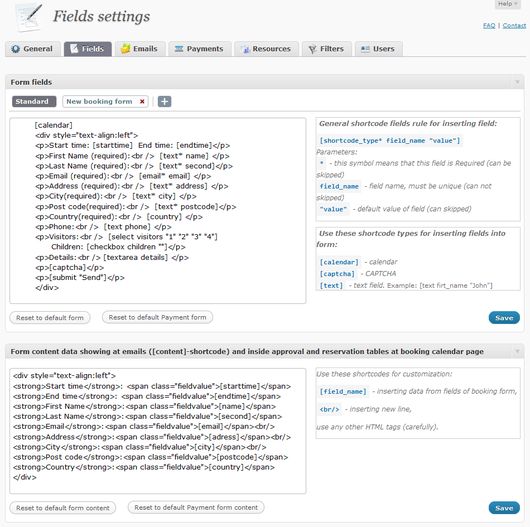 Help
Fields settings
FAQ | Contact
General
Fields
Emails
Payments
Resources
Filters
Users
Form fields
Standard
New booking form
[calendar]
<div style="text-align:left">
<p>Start time: [starttime]  End time: [endtime]</p>
<p>First Name (required):<br />  [text* name] </p>
<p>Last Name (required):<br />  [text* second]</p>
<p>Email (required):<br />  [email* email] </p>
<p>Address (required):<br />  [text* address] </p>
<p>City(required):<br />  [text* city] </p>
<p>Post code(required):<br />  [text* postcode]</p>
<p>Country(required):<br />  [country] </p>
<p>Phone:<br />  [text phone] </p>
<p>Visitors:<br />  [select visitors "1" "2" "3" "4"]
Children: [checkbox children ""]</p>
<p>Details:<br /> [textarea details] </p>
<p>[captcha]</p>
<p>[submit "Send"]</p>
</div>
General shortcode fields rule for inserting field:
[shortcode_type* field_name "value"]
Parameters:
* - this symbol means that this field is Required (can be
skipped)
field_name - field name, must be unique (can not
skipped)
"value" - default value of field (can skipped)
Use these shortcode types for inserting fields into
form:
[calendar] - calendar
[captcha] - CAPTCHA
[text] - text field. Example: [text firt_name "John"]
Reset to default form
Reset to default Payment form
Save
Form content data showing at emails ([content]-shortcode) and inside approval and reservation tables at booking calendar page
<div style="text-align:left">
<strong>Start time</strong>: <span class="fieldvalue">[starttime]</span>
<strong>End time</strong>:  <span class="fieldvalue">[endtime]</span>
<strong>First Name</strong>:<span class="fieldvalue">[name]</span>
<strong>Last Name</strong>:<span class="fieldvalue">[second]</span>
<strong>Email</strong>:<span class="fieldvalue">[email]</span><br/>
<strong>Address</strong>:<span class="fieldvalue">[adress]</span><br/>
<strong>City</strong>:<span class="fieldvalue">[city]</span><br/>
<strong>Post code</strong>:<span class="fieldvalue">[postcode]</span>
<strong>Country</strong>:<span class="fieldvalue">[country]</span>
</div>
Use these shortcodes for customization:
[field_name] - inserting data from fields of booking form,
<br/> - inserting new line,
use any other HTML tags (carefully).
Reset to default form content
Reset to default Payment form content
Save